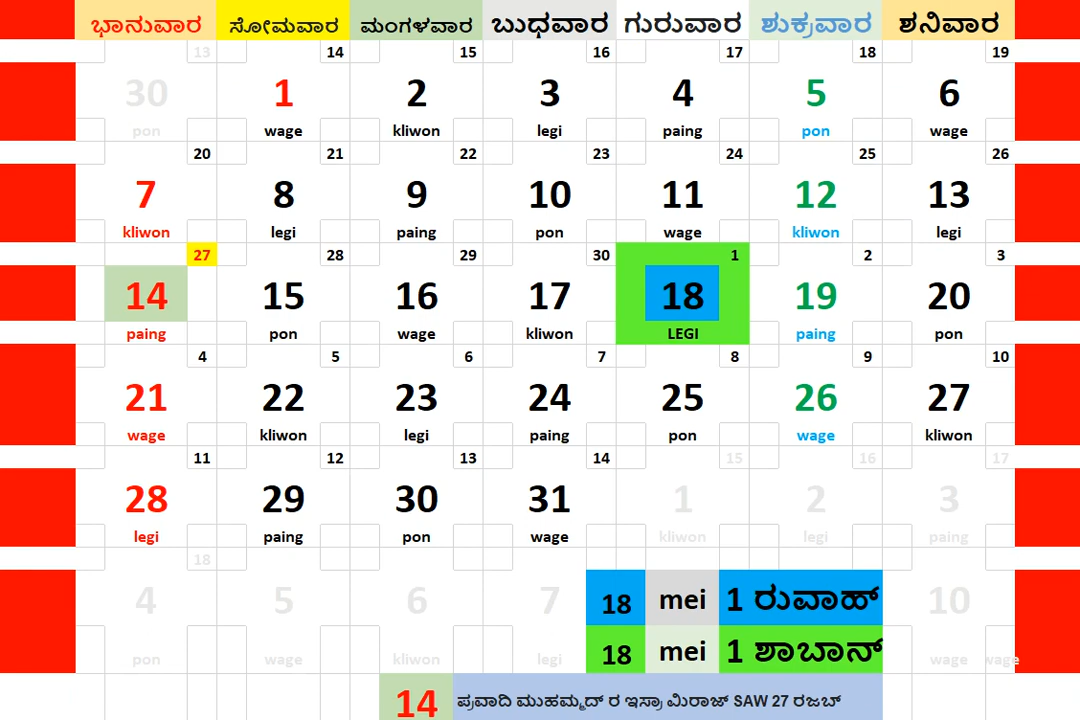 ಭಾನುವಾರ ಸೋಮವಾರ ಮಂಗಳವಾರ ಬುಧವಾರ ಗುರುವಾರ ಶುಕ್ರವಾರ ಶನಿವಾರ
13 14 15 16 17 18 19
30 1 2 3 4 5 6
pon wage kliwon legi paing pon wage
20 21 22 23 24 25 26
7 8 9 10 11 12 13
kliwon legi paing pon wage kliwon legi
27 28 29 30 1 2 3
14 15 16 17 18 19 20
paing pon wage kliwon LEGI paing pon
4 5 6 7 8 9 10
21 22 23 24 25 26 27
wage kliwon legi paing pon wage kliwon
11 12 13 14 15 16 17
28 29 30 31 1 2 3
legi paing pon wage kliwon legi paing
18
4 5 6 7 18 mei 1 ರುವಾಹ್ 10
pon wage kliwon legi 18 mei 1 ಶಾಬಾನ್ wage wage
14 ಪ್ರವಾದಿ ಮುಹಮ್ಮದ್ ರ ಇಸ್ರಾ ಮಿರಾಜ್ SAW 27 ರಜಬ್